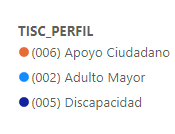 TISC_PERFIL
(006) Apoyo Ciudadano
(002) Adulto Mayor
(005) Discapacidad